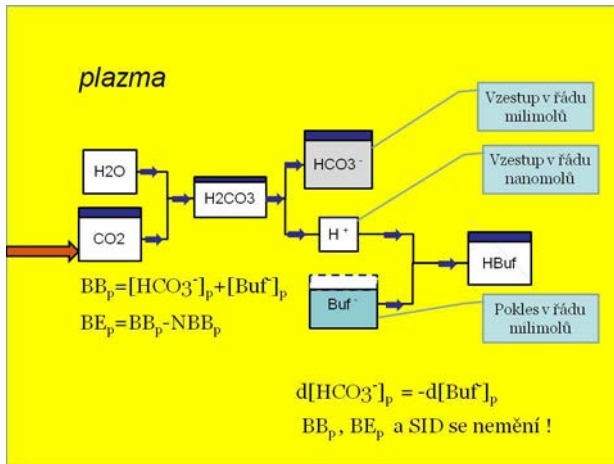 plazma
Vzestup v řádu
milimolů
H2O
HCO3 -
Vzestup v řádu
nanomolů
H2CO3
CO2
H +
HBuf
Buf -
BBp=[HCO3-]p+[Buf-]p
BEp=BBp-NBBp
Pokles v řádu
milimolů
d[HCO3-]p = -d[Buf-]p
BBp , BEp a SID se nemění !